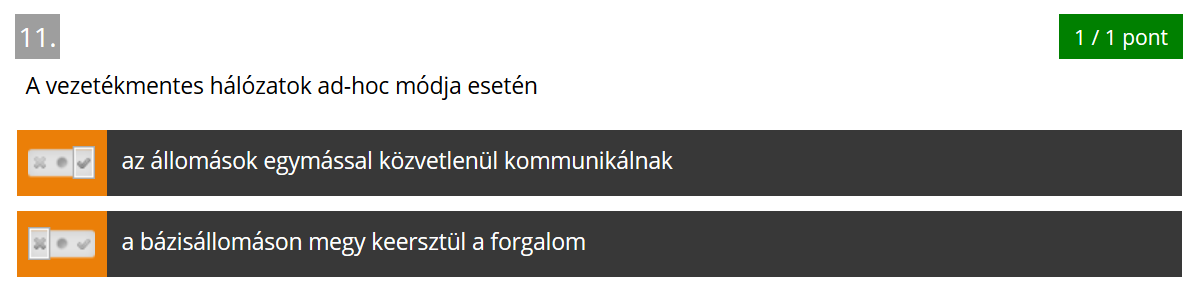 11.
1 / 1 pont
A vezetékmentes hálózatok ad-hoc módja esetén
az állomások egymással közvetlenül kommunikálnak
a bázisállomáson megy keersztül a forgalom